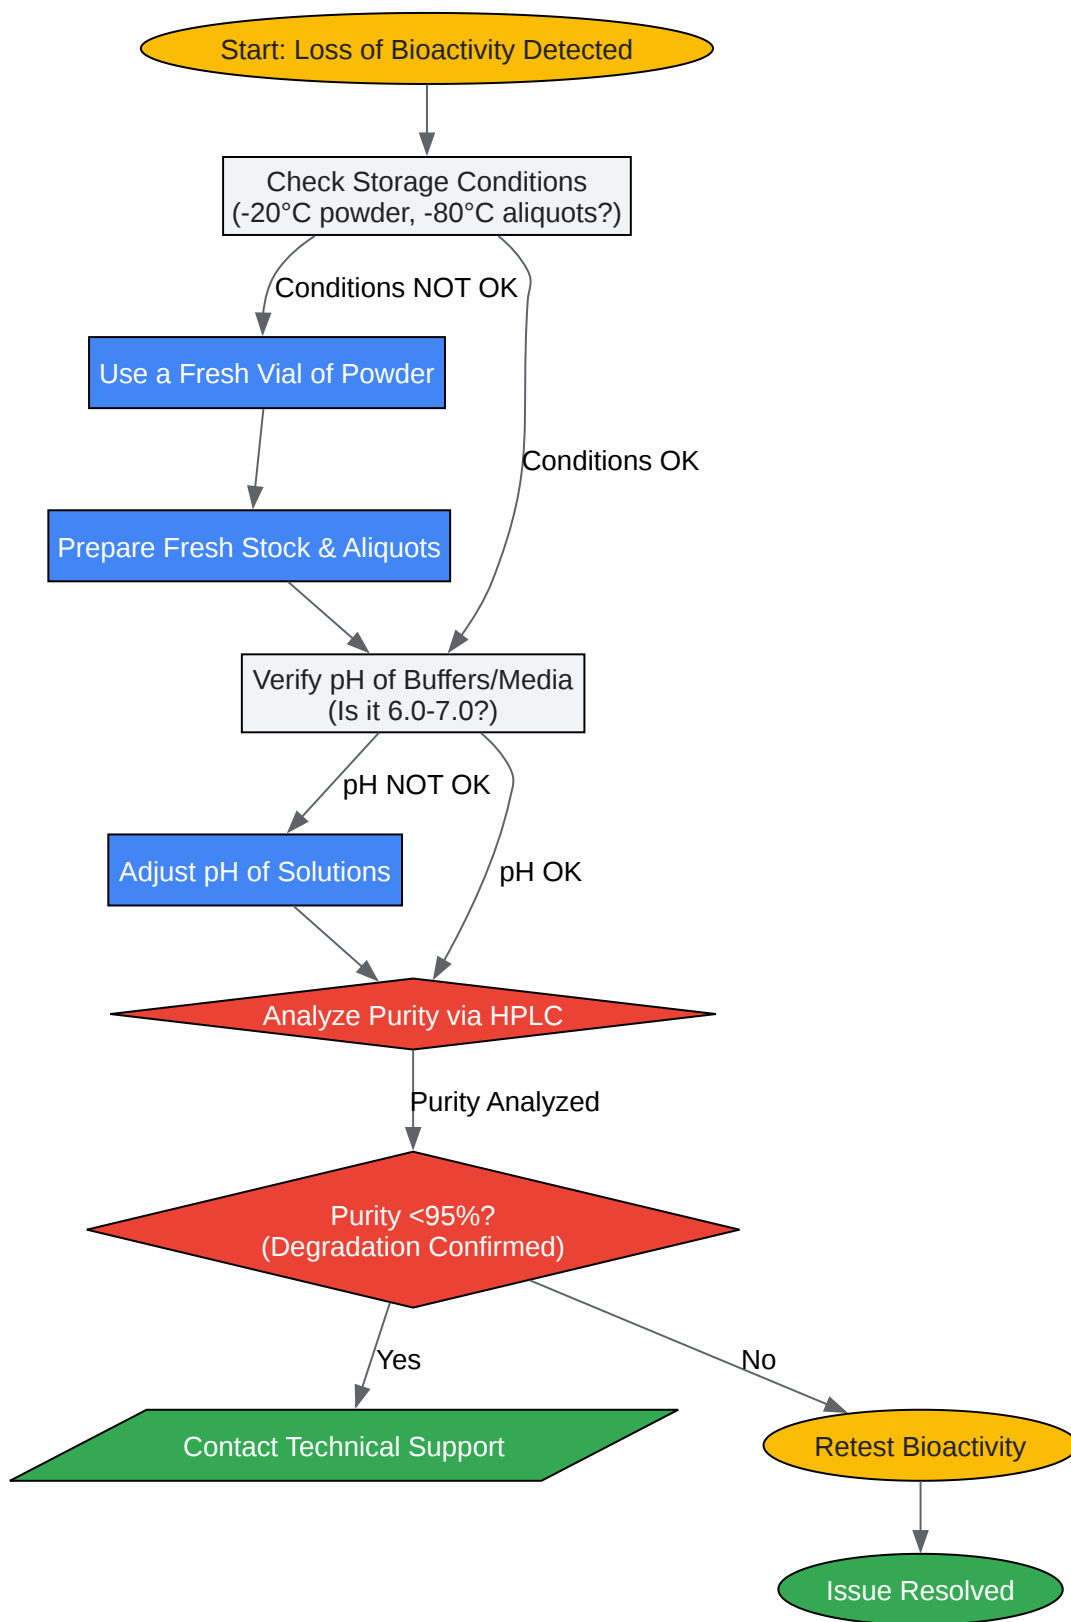 Start: Loss of Bioactivity Detected
Check Storage Conditions
(-20°C powder, -80°C aliquots?)
Conditions NOT OK
Use a Fresh Vial of Powder
Conditions OK
Prepare Fresh Stock & Aliquots
Verify pH of Buffers/Media
(Is it 6.0-7.0?)
pH NOT OK
Adjust pH of Solutions
pH OK
Analyze Purity via HPLC
Purity Analyzed
Purity <95%?
(Degradation Confirmed)
Yes
No
Contact Technical Support
Retest Bioactivity
Issue Resolved